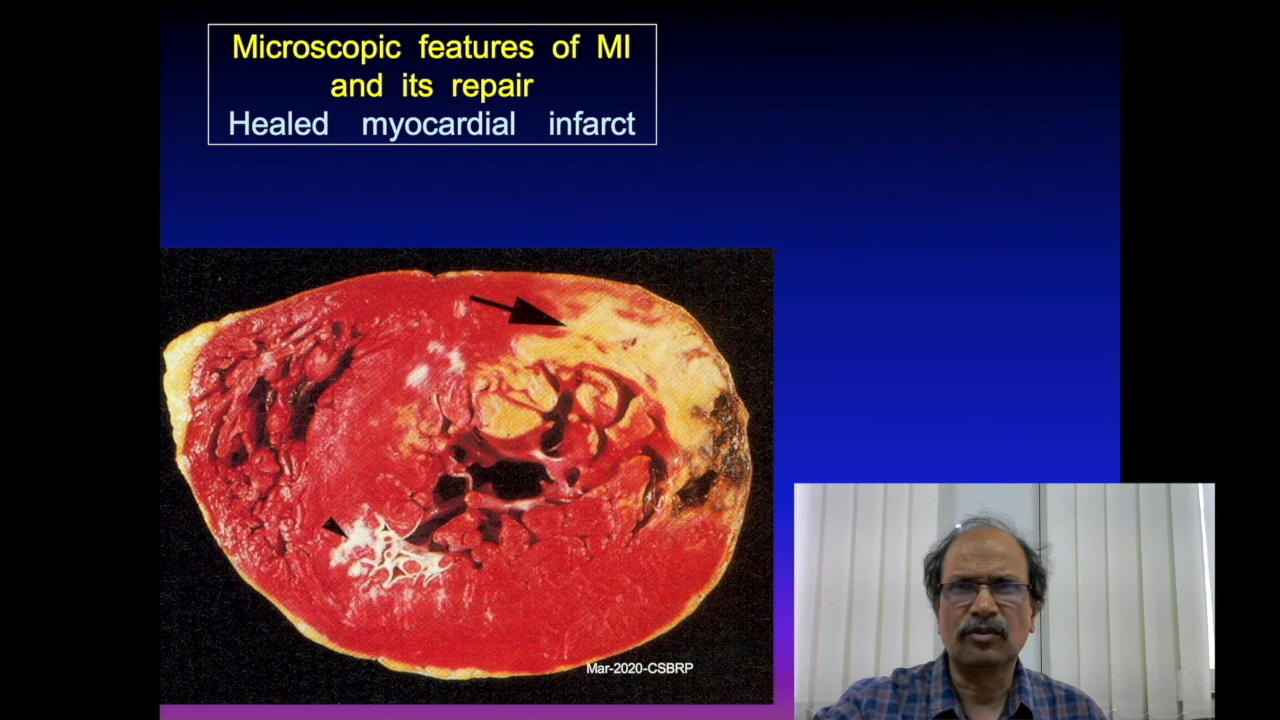 Microscopic features of MI
and its repair
Healed myocardial infarct
Mar-2020-CSBRP